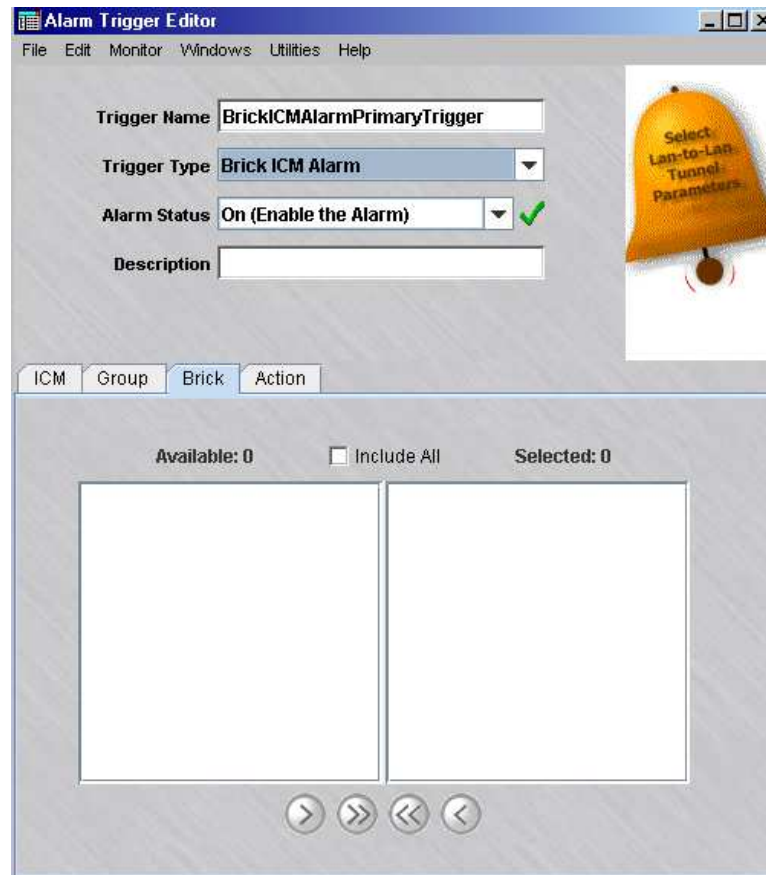 Alarm Trigger Editor
File Edit Monitor Windows Utilities Help
Trigger Name BrickICMAlarmPrimaryTrigger
Trigger Type Brick ICM Alarm
Alarm Status On (Enable the Alarm)
Description
Select
Lan-to-Lan
Tunnel
Parameters
ICM Group Brick Action
Available: 0 Include All Selected: 0